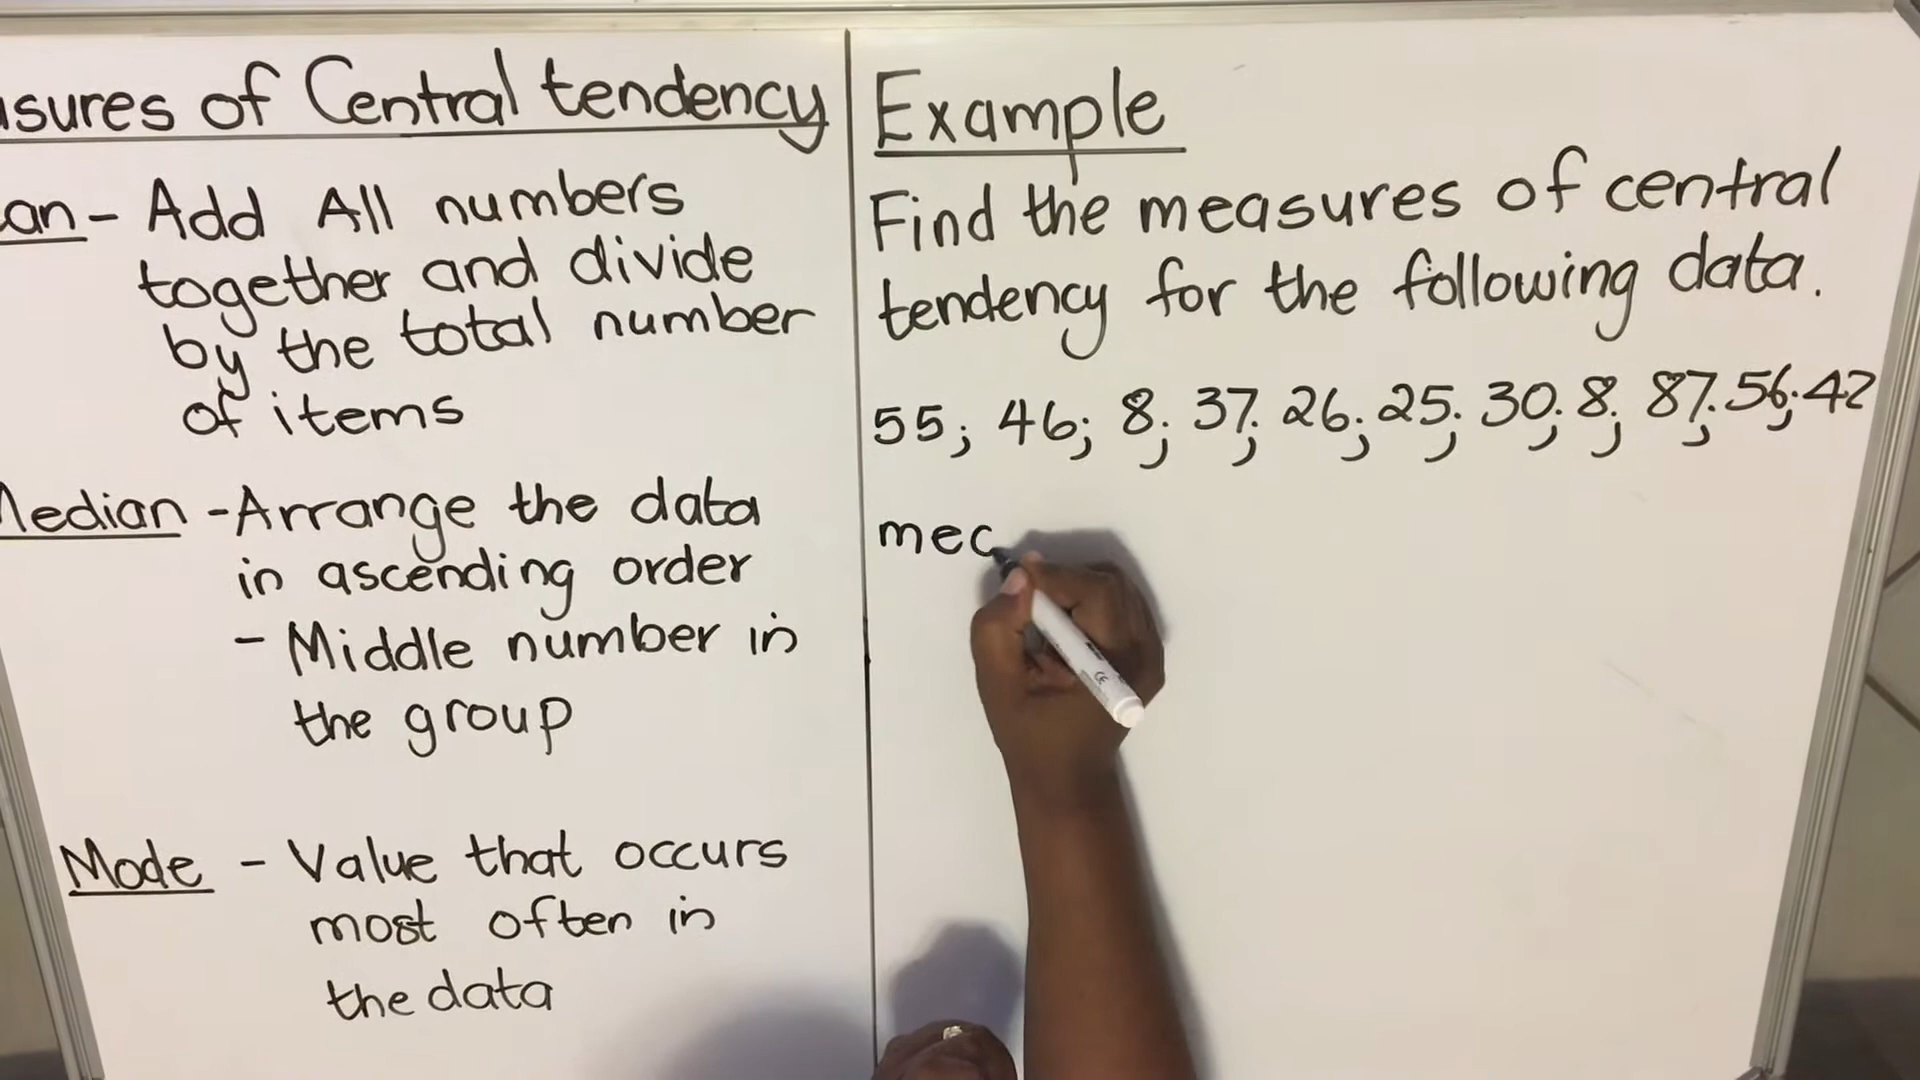 sures of Central tendency
an - Add All numbers
together and divide
by the total number
of items
Median - Arrange the data
in ascending order
- Middle number in
the group
Mode - Value that occurs
most often in
the data
Example
Find the measures of central
tendency for the following data.
55; 46; 8; 37; 26; 25; 30; 8; 87; 56; 42
mec